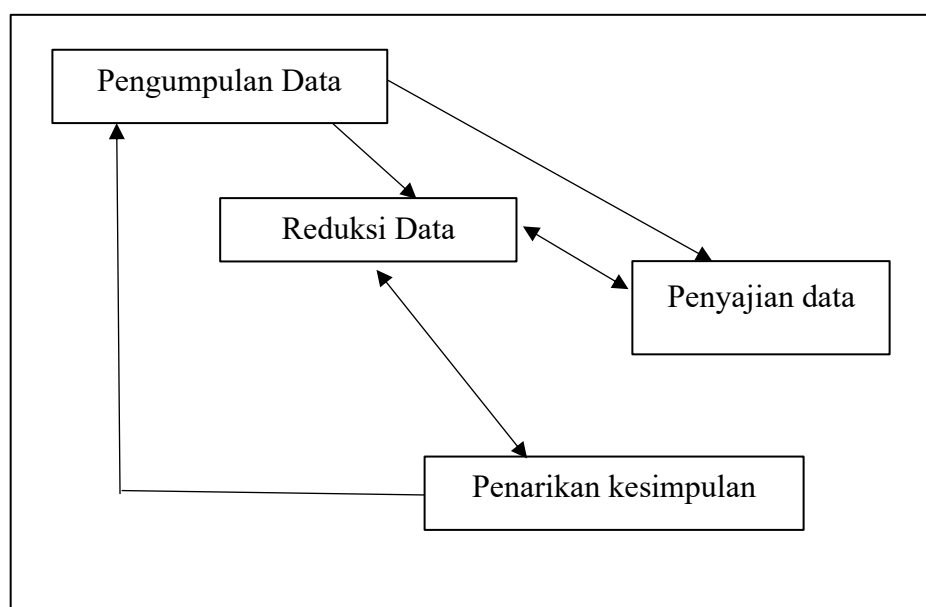 Pengumpulan Data
Reduksi Data
Penyajian data
Penarikan kesimpulan